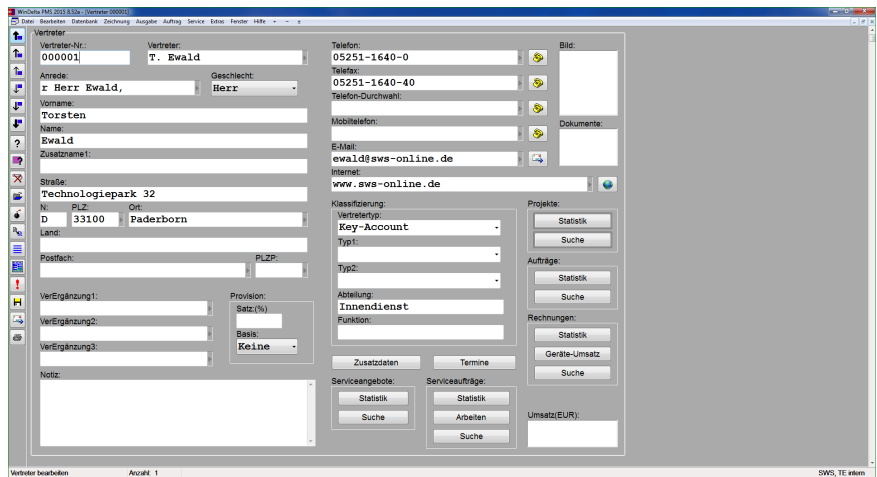 WinDelta PMS 2015 8.52a - [Vertreter 000001]
Datei Bearbeiten Datenbank Zeichnung Ausgabe Auftrag Service Extras Fenster Hilfe + - ±
Vertreter
Vertreter-Nr.: Vertreter:
000001 T. Ewald
Anrede: Geschlecht:
r Herr Ewald, Herr
Vorname:
Torsten
Name:
Ewald
Zusatzname1:
Straße:
Technologiepark 32
N: PLZ: Ort:
D 33100 Paderborn
Land:
Postfach: PLZP:
VerErgänzung1:
VerErgänzung2:
VerErgänzung3:
Provision:
Satz:(%)
Basis:
Keine
Notiz:
Telefon:
05251-1640-0
Telefax:
05251-1640-40
Telefon-Durchwahl:
Mobiltelefon:
E-Mail:
ewald@sws-online.de
Internet:
www.sws-online.de
Klassifizierung:
Vertretertyp:
Key-Account
Typ1:
Typ2:
Abteilung:
Innendienst
Funktion:
Zusatzdaten Termine
Serviceangebote:
Statistik
Suche
Serviceaufträge:
Statistik
Arbeiten
Suche
Bild:
Dokumente:
Projekte:
Statistik
Suche
Aufträge:
Statistik
Suche
Rechnungen:
Statistik
Geräte-Umsatz
Suche
Umsatz(EUR):
Vertreter bearbeiten Anzahl: 1 SWS, TE intern